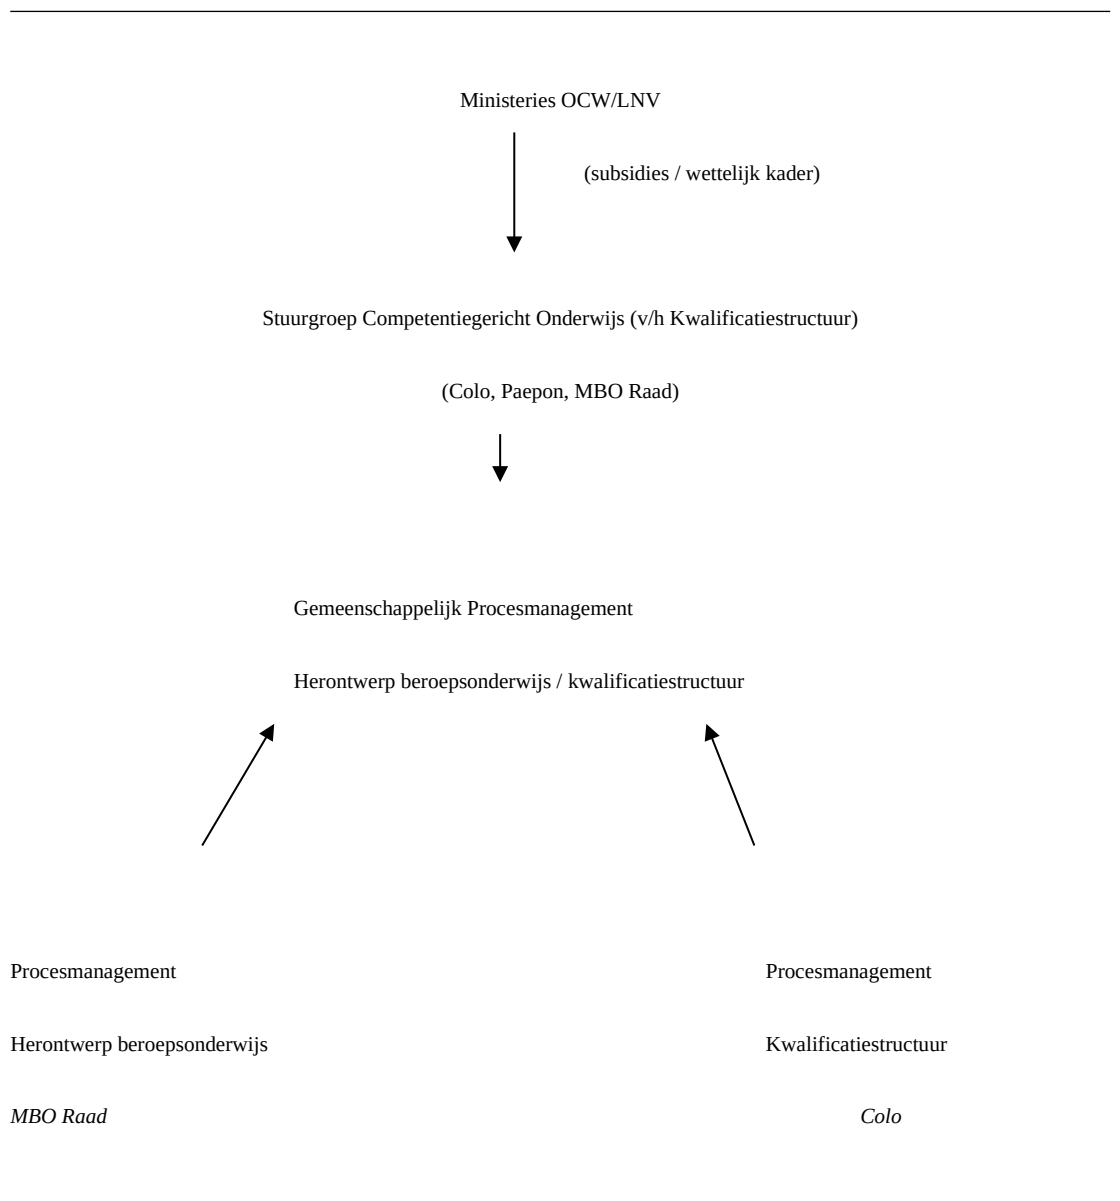 Ministeries OCW/LNV
(subsidies / wettelijk kader)
Stuurgroep Competentiegericht Onderwijs (v/h Kwalificatiestructuur)
(Colo, Paepon, MBO Raad)
Gemeenschappelijk Procesmanagement
Herontwerp beroepsonderwijs / kwalificatiestructuur
Procesmanagement Procesmanagement
Herontwerp beroepsonderwijs Kwalificatiestructuur
MBO Raad Colo